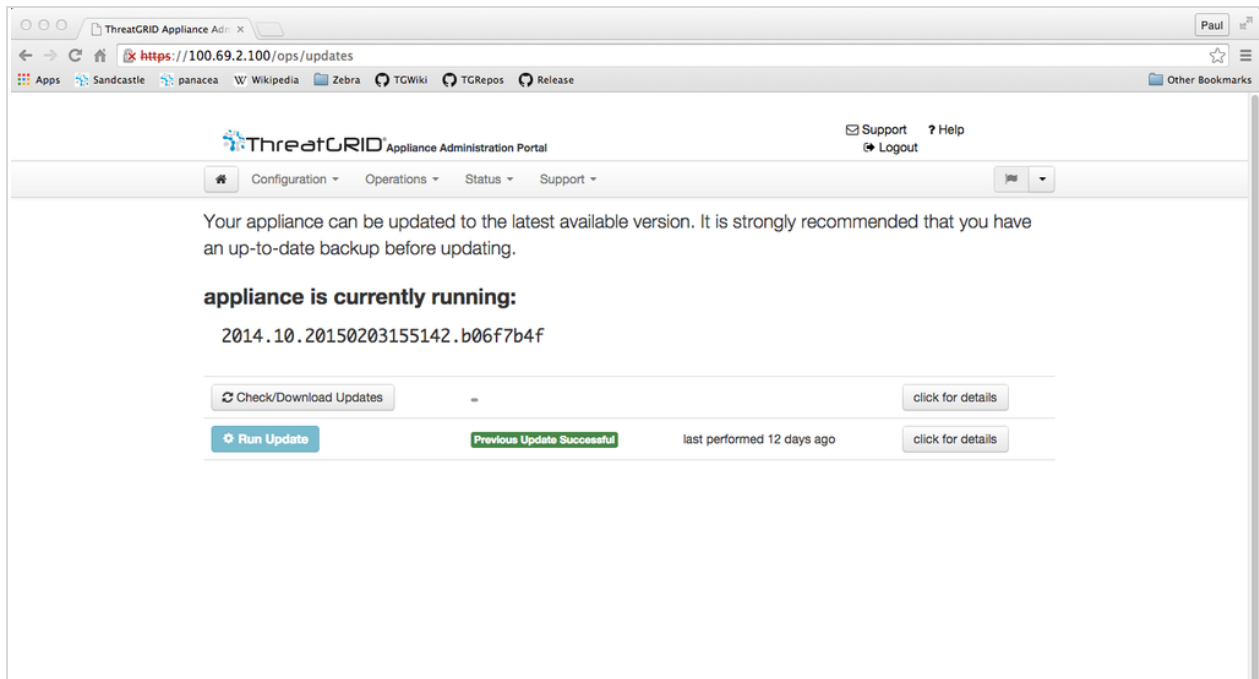 ThreatGRID Appliance Adm
Paul
https://100.69.2.100/ops/updates
Apps Sandcastle panacea W Wikipedia Zebra TGWiki TGRepos Release Other Bookmarks
ThreatGRID® Appliance Administration Portal
Support ? Help
Logout
Configuration Operations Status Support
Your appliance can be updated to the latest available version. It is strongly recommended that you have
an up-to-date backup before updating.
appliance is currently running:
2014.10.20150203155142.b06f7b4f
Check/Download Updates - click for details
Run Update Previous Update Successful last performed 12 days ago click for details